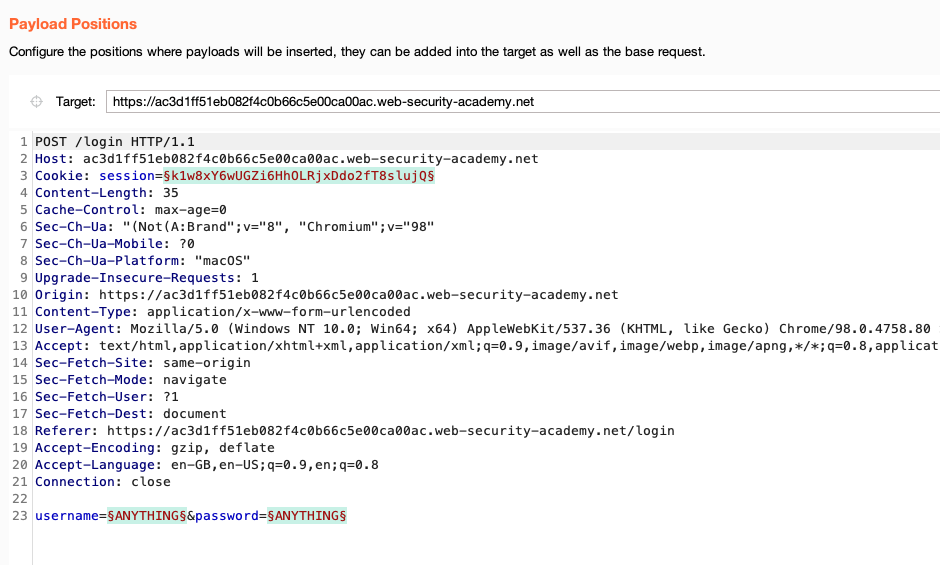 Payload Positions
Configure the positions where payloads will be inserted, they can be added into the target as well as the base request.
Target: https://ac3d1ff51eb082f4c0b66c5e00ca00ac.web-security-academy.net
1 POST /login HTTP/1.1
2 Host: ac3d1ff51eb082f4c0b66c5e00ca00ac.web-security-academy.net
3 Cookie: session=§k1w8xY6wUGZi6HhOLRjxDdo2fT8slujQ§
4 Content-Length: 35
5 Cache-Control: max-age=0
6 Sec-Ch-Ua: "(Not(A:Brand";v="8", "Chromium";v="98"
7 Sec-Ch-Ua-Mobile: ?0
8 Sec-Ch-Ua-Platform: "macOS"
9 Upgrade-Insecure-Requests: 1
10 Origin: https://ac3d1ff51eb082f4c0b66c5e00ca00ac.web-security-academy.net
11 Content-Type: application/x-www-form-urlencoded
12 User-Agent: Mozilla/5.0 (Windows NT 10.0; Win64; x64) AppleWebKit/537.36 (KHTML, like Gecko) Chrome/98.0.4758.80
13 Accept: text/html,application/xhtml+xml,application/xml;q=0.9,image/avif,image/webp,image/apng,*/*;q=0.8,applicat
14 Sec-Fetch-Site: same-origin
15 Sec-Fetch-Mode: navigate
16 Sec-Fetch-User: ?1
17 Sec-Fetch-Dest: document
18 Referer: https://ac3d1ff51eb082f4c0b66c5e00ca00ac.web-security-academy.net/login
19 Accept-Encoding: gzip, deflate
20 Accept-Language: en-GB,en-US;q=0.9,en;q=0.8
21 Connection: close
22
23 username=§ANYTHING§&password=§ANYTHING§